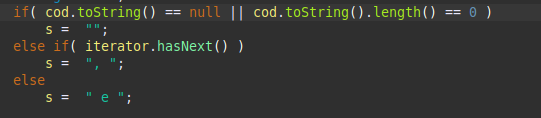 if( cod.toString() == null || cod.toString().length() == 0 )
    s =  "";
else if( iterator.hasNext() )
    s =  ", ";
else
    s =  " e ";